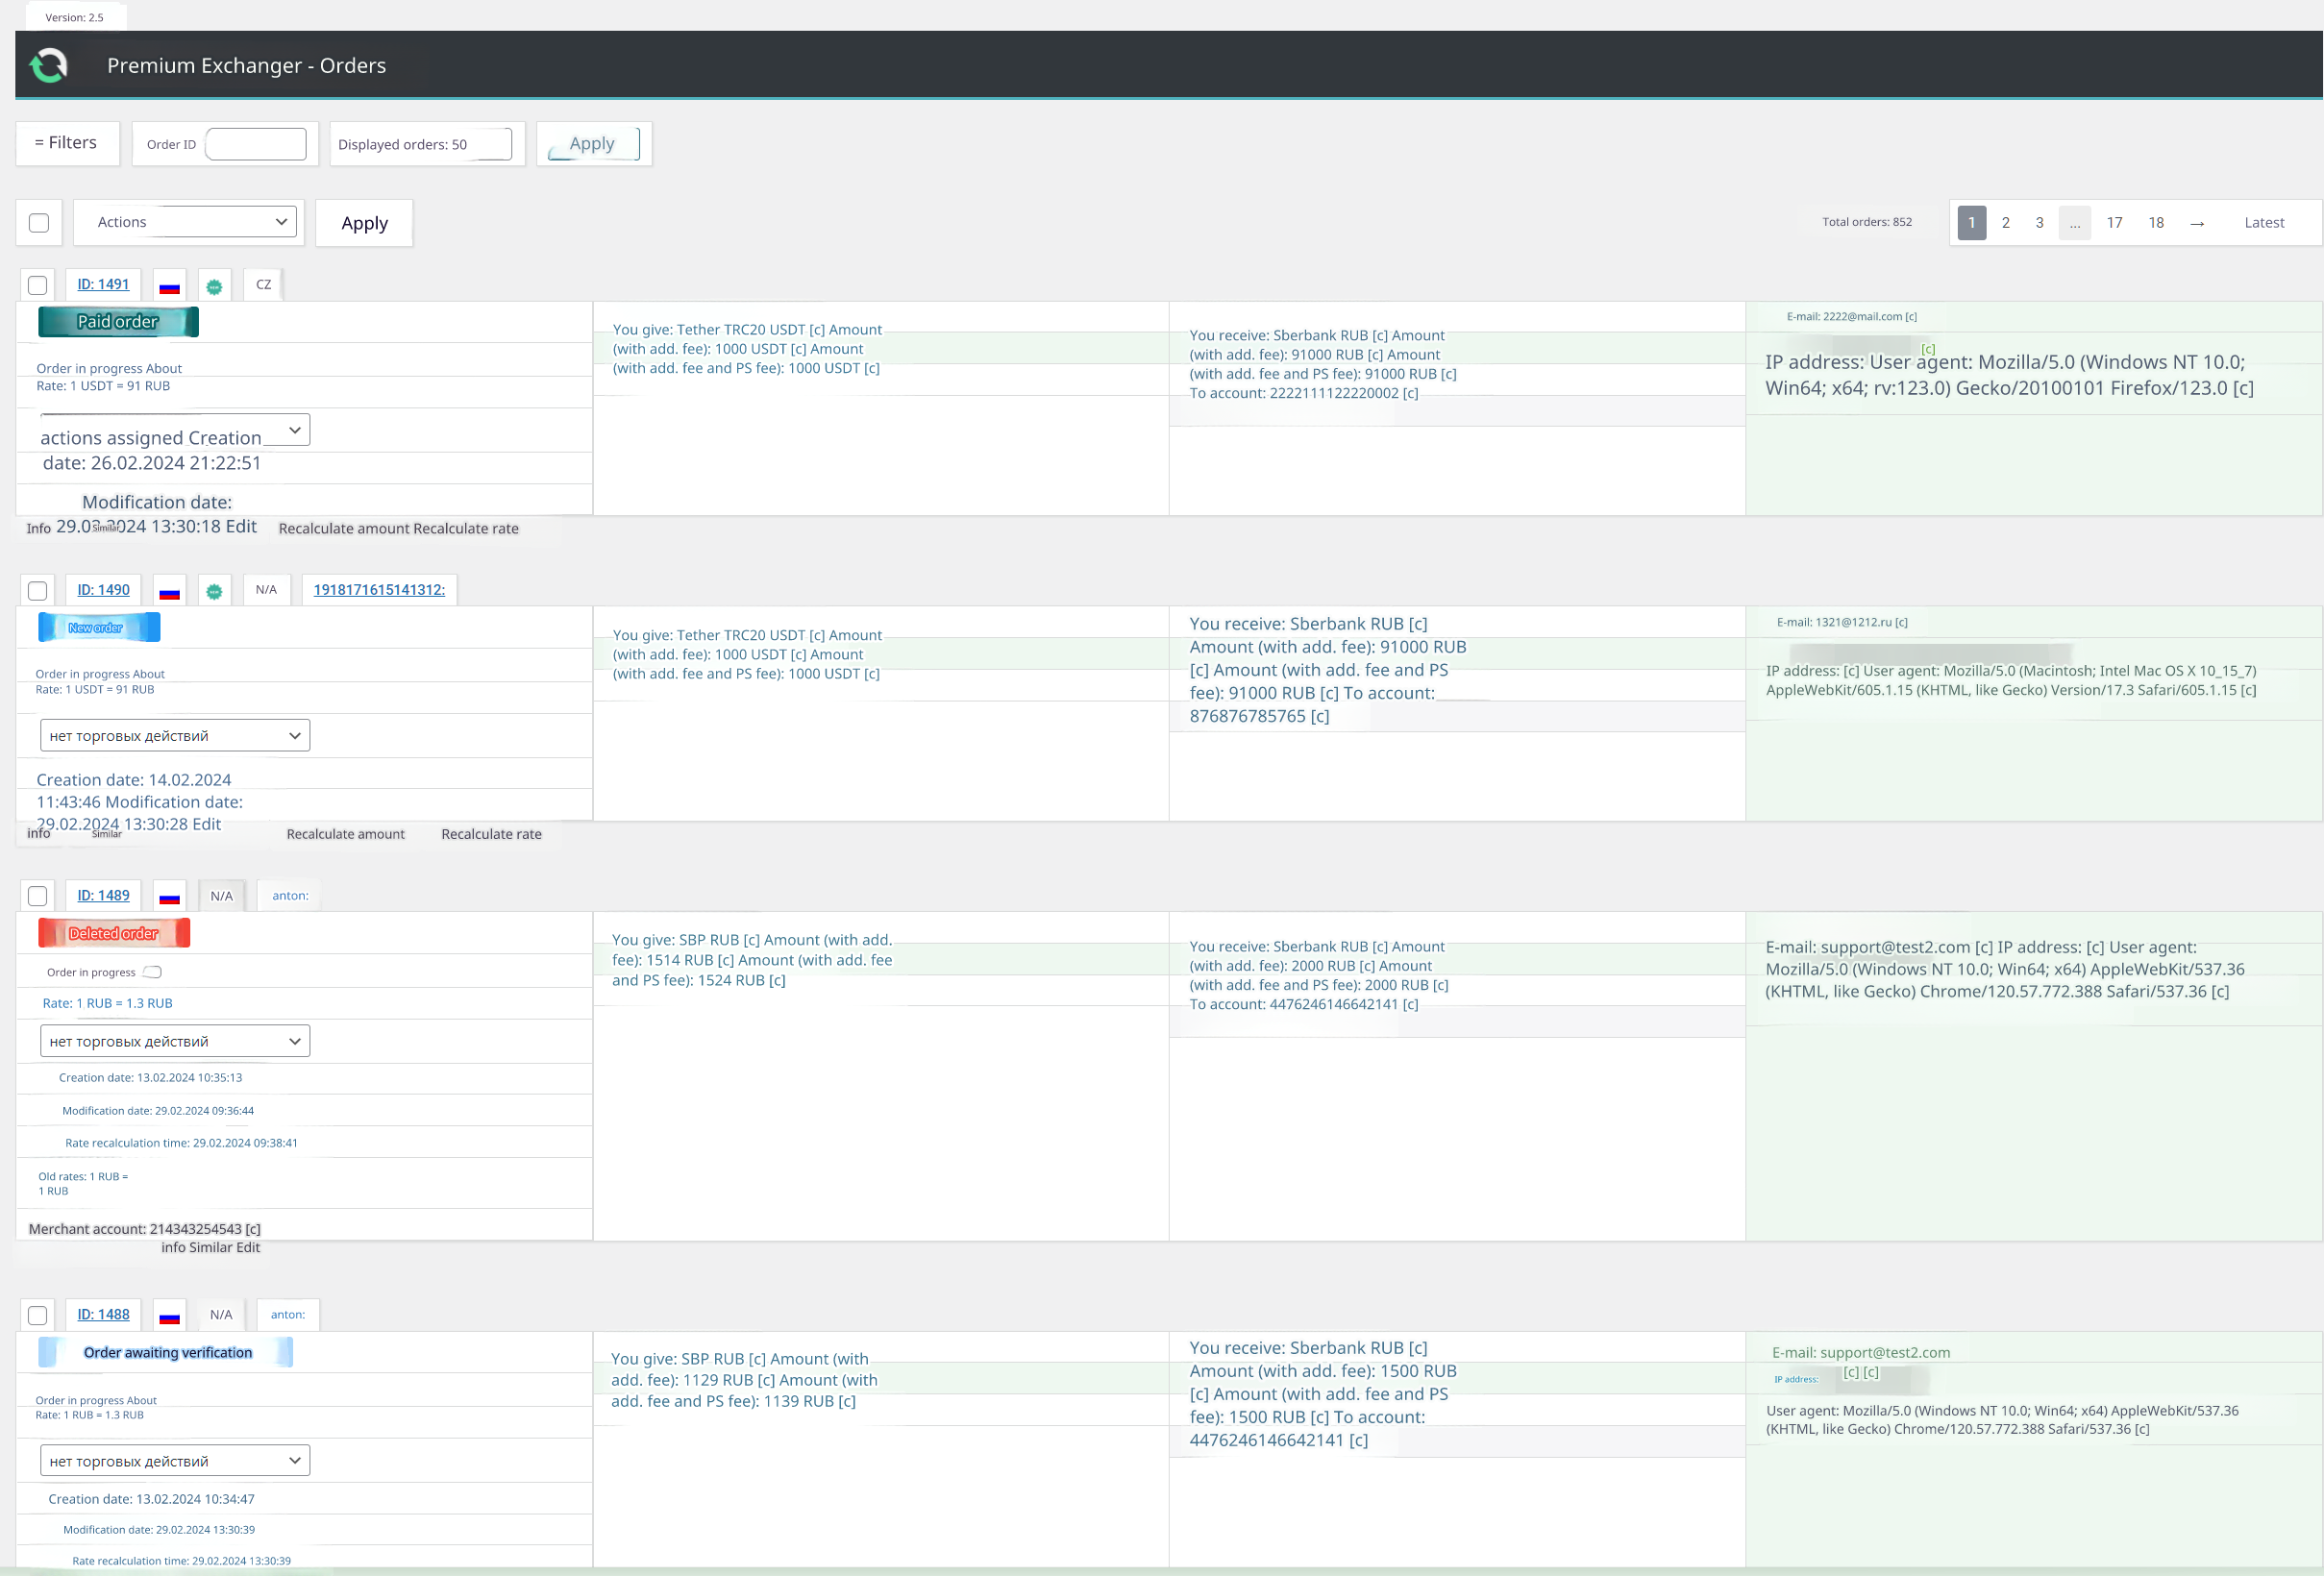 Version: 2.5
Premium Exchanger - Orders
= Filters
Order ID
Displayed orders: 50
Apply
Actions
Apply
Total orders: 852
1 2 3 ... 17 18 → Latest
ID: 1491
CZ
Paid order
Order in progress About
Rate: 1 USDT = 91 RUB
actions assigned Creation
date: 26.02.2024 21:22:51
Modification date:
29.02.2024 13:30:18 Edit
Info
Similar
Recalculate amount Recalculate rate
You give: Tether TRC20 USDT [c] Amount
(with add. fee): 1000 USDT [c] Amount
(with add. fee and PS fee): 1000 USDT [c]
You receive: Sberbank RUB [c] Amount
(with add. fee): 91000 RUB [c] Amount
(with add. fee and PS fee): 91000 RUB [c]
To account: 2222111122220002 [c]
E-mail: 2222@mail.com [c]
[c]
IP address: User agent: Mozilla/5.0 (Windows NT 10.0;
Win64; x64; rv:123.0) Gecko/20100101 Firefox/123.0 [c]
ID: 1490
N/A
1918171615141312:
New order
Order in progress About
Rate: 1 USDT = 91 RUB
нет торговых действий
Creation date: 14.02.2024
11:43:46 Modification date:
29.02.2024 13:30:28 Edit
info
Similar
Recalculate amount
Recalculate rate
You give: Tether TRC20 USDT [c] Amount
(with add. fee): 1000 USDT [c] Amount
(with add. fee and PS fee): 1000 USDT [c]
You receive: Sberbank RUB [c]
Amount (with add. fee): 91000 RUB
[c] Amount (with add. fee and PS
fee): 91000 RUB [c] To account:
876876785765 [c]
E-mail: 1321@1212.ru [c]
IP address: [c] User agent: Mozilla/5.0 (Macintosh; Intel Mac OS X 10_15_7)
AppleWebKit/605.1.15 (KHTML, like Gecko) Version/17.3 Safari/605.1.15 [c]
ID: 1489
N/A
anton:
Deleted order
Order in progress
Rate: 1 RUB = 1.3 RUB
нет торговых действий
Creation date: 13.02.2024 10:35:13
Modification date: 29.02.2024 09:36:44
Rate recalculation time: 29.02.2024 09:38:41
Old rates: 1 RUB =
1 RUB
Merchant account: 214343254543 [c]
info Similar Edit
You give: SBP RUB [c] Amount (with add.
fee): 1514 RUB [c] Amount (with add. fee
and PS fee): 1524 RUB [c]
You receive: Sberbank RUB [c] Amount
(with add. fee): 2000 RUB [c] Amount
(with add. fee and PS fee): 2000 RUB [c]
To account: 4476246146642141 [c]
E-mail: support@test2.com [c] IP address: [c] User agent:
Mozilla/5.0 (Windows NT 10.0; Win64; x64) AppleWebKit/537.36
(KHTML, like Gecko) Chrome/120.57.772.388 Safari/537.36 [c]
ID: 1488
N/A
anton:
Order awaiting verification
Order in progress About
Rate: 1 RUB = 1.3 RUB
нет торговых действий
Creation date: 13.02.2024 10:34:47
Modification date: 29.02.2024 13:30:39
Rate recalculation time: 29.02.2024 13:30:39
You give: SBP RUB [c] Amount (with
add. fee): 1129 RUB [c] Amount (with
add. fee and PS fee): 1139 RUB [c]
You receive: Sberbank RUB [c]
Amount (with add. fee): 1500 RUB
[c] Amount (with add. fee and PS
fee): 1500 RUB [c] To account:
4476246146642141 [c]
E-mail: support@test2.com
[c] [c]
IP address:
User agent: Mozilla/5.0 (Windows NT 10.0; Win64; x64) AppleWebKit/537.36
(KHTML, like Gecko) Chrome/120.57.772.388 Safari/537.36 [c]